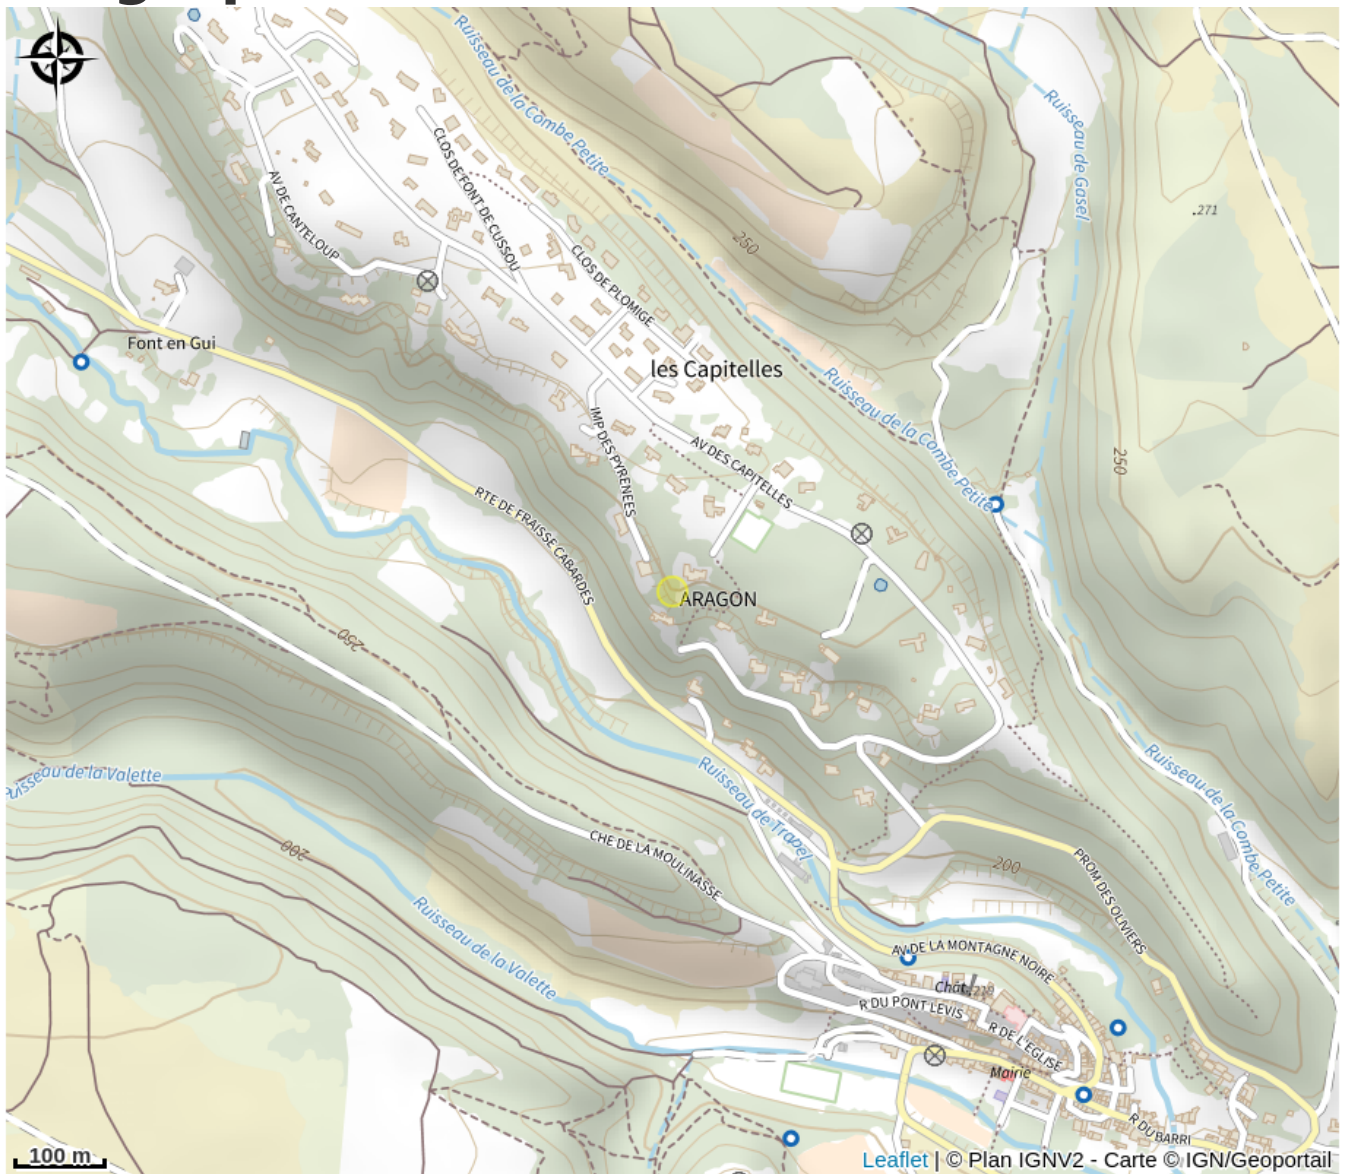 Ruisseau de la Combe Petite
Ruisseau de Gasel
271
CLOS DE FONT DE CUSSOU
AV DE CANTELOUP
250
CLOS DE PLOMIGE
Font en Gui
les Capitelles
Ruisseau de la Combe Petite
IMP DES PYRENEES
AV DES CAPITELLES
250
RTE DE FRAISSE CABARDES
ARAGON
250
Ruisseau de la Valette
Ruisseau de Trapel
Ruisseau de la Combe Petite
CHE DE LA MOULINASSE
200
200
PROM DES OLIVIERS
Ruisseau de la Valette
AV DE LA MONTAGNE NOIRE
Chât.
R DU PONT LEVIS
R DE L'EGLISE
Mairie
R DU BARRI
100 m
Leaflet | © Plan IGNV2 - Carte © IGN/Geoportail